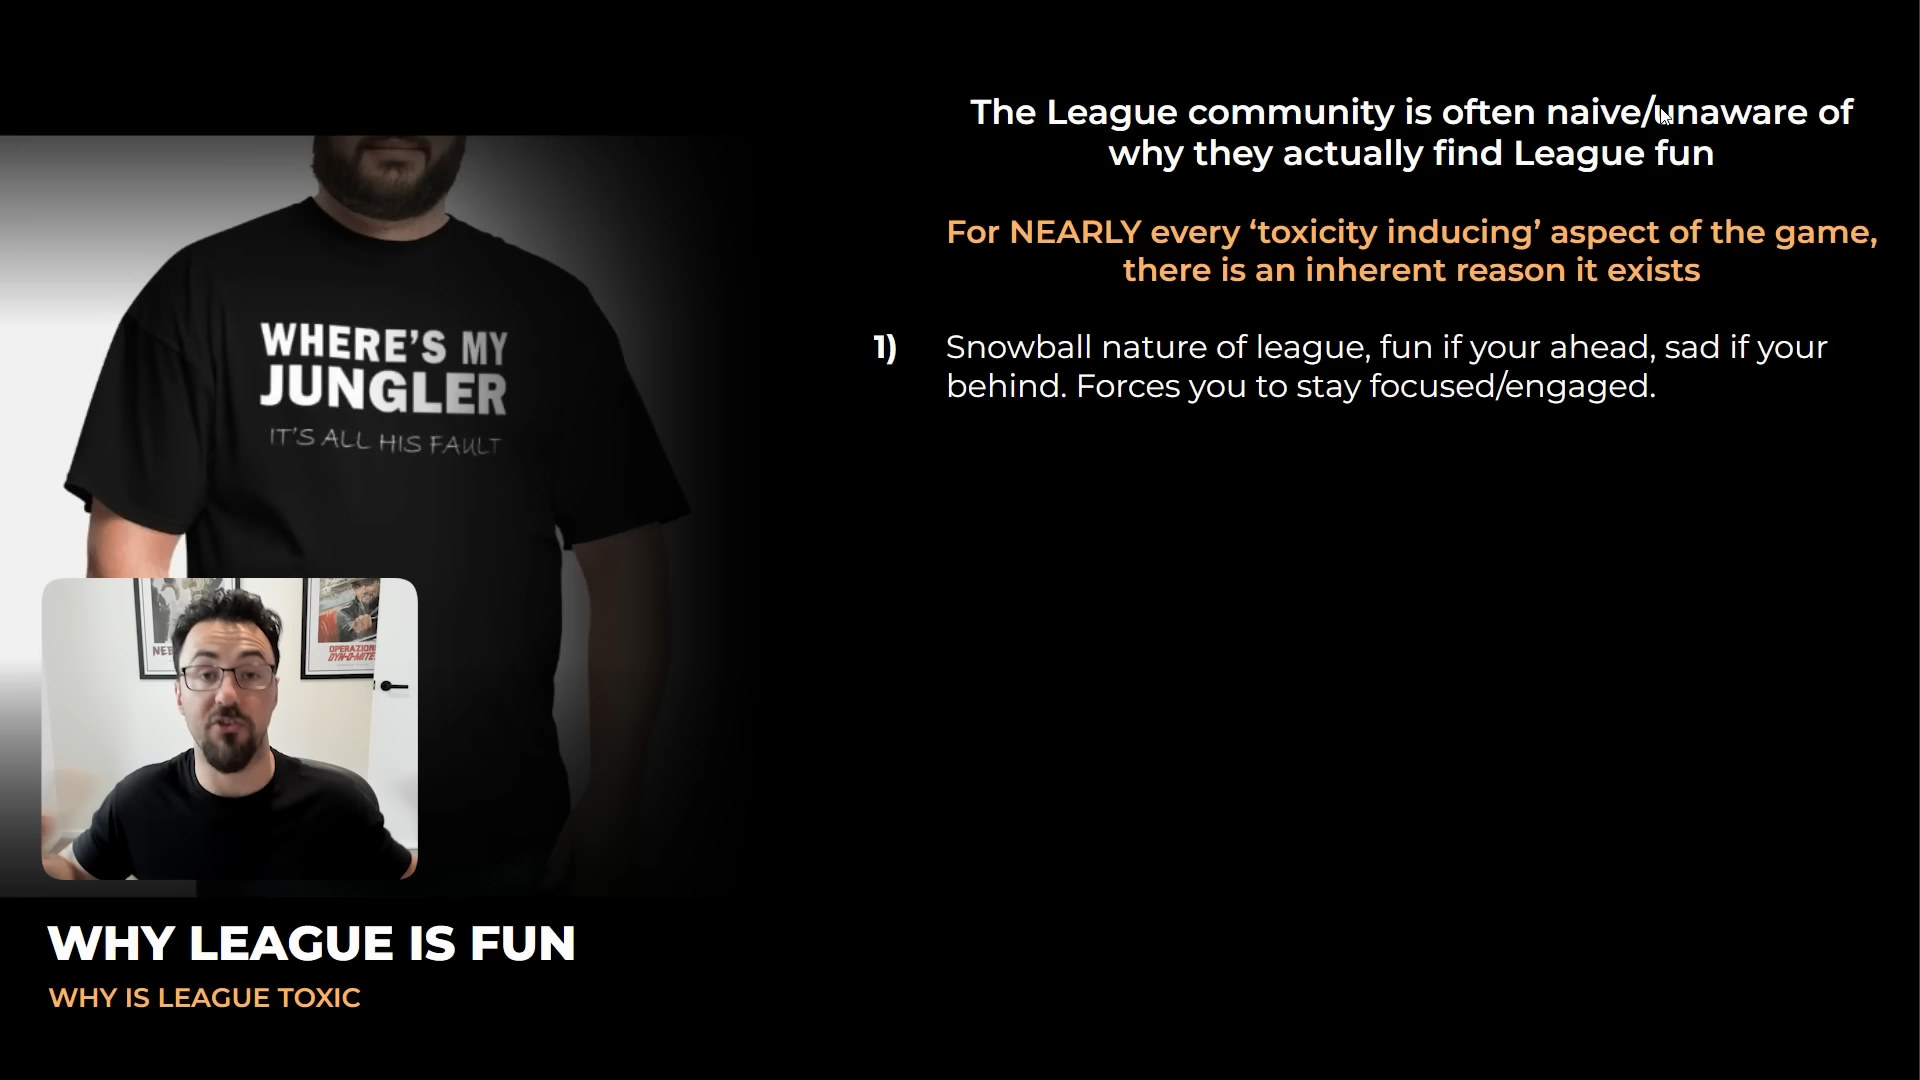 The League community is often naive/unaware of
why they actually find League fun
For NEARLY every ‘toxicity inducing’ aspect of the game,
there is an inherent reason it exists
1) Snowball nature of league, fun if your ahead, sad if your
behind. Forces you to stay focused/engaged.
WHERE’S MY
JUNGLER
IT’S ALL HIS FAULT
OPERAZION
DYN-O-MITE
WHY LEAGUE IS FUN
WHY IS LEAGUE TOXIC